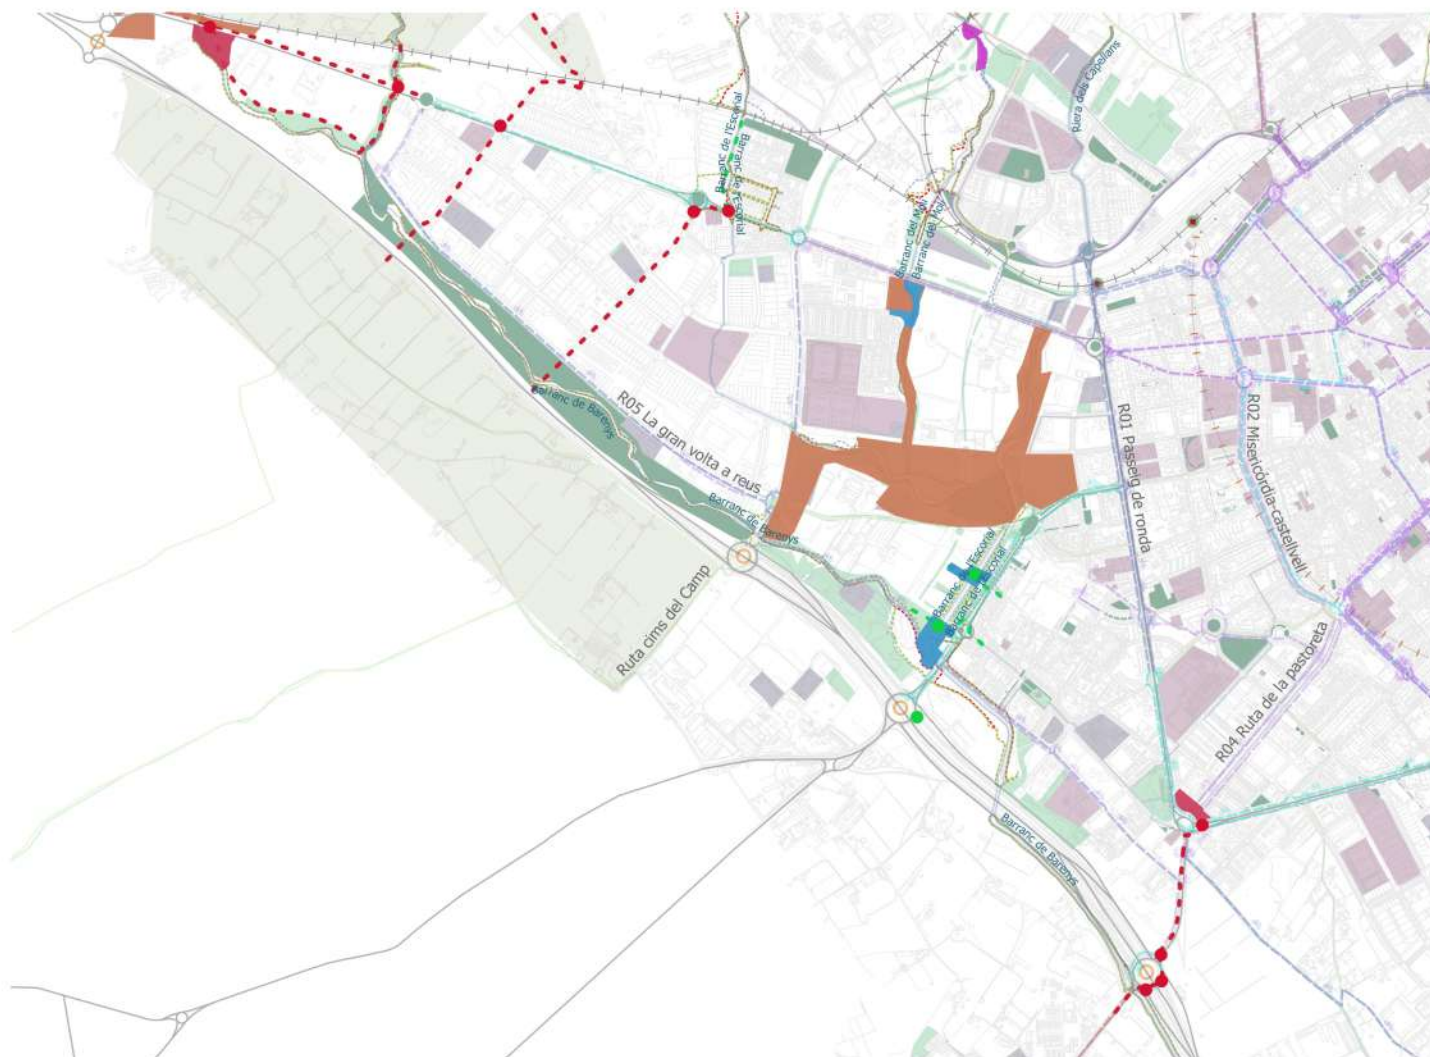 Riera dels Capellans
Barranc de l'Escorial
Barranc de l'Escorial
Barranc del Molí
Barranc del Molí
Barranc de Barenys
R05 La gran volta a reus
R01 Passeig de ronda
R02 Misericòrdia-castellvell
Barranc de Barenys
Barranc de l'Escorial
Barranc de l'Escorial
Ruta cims del Camp
R04 Ruta de la pastoreta
Barranc de Barenys